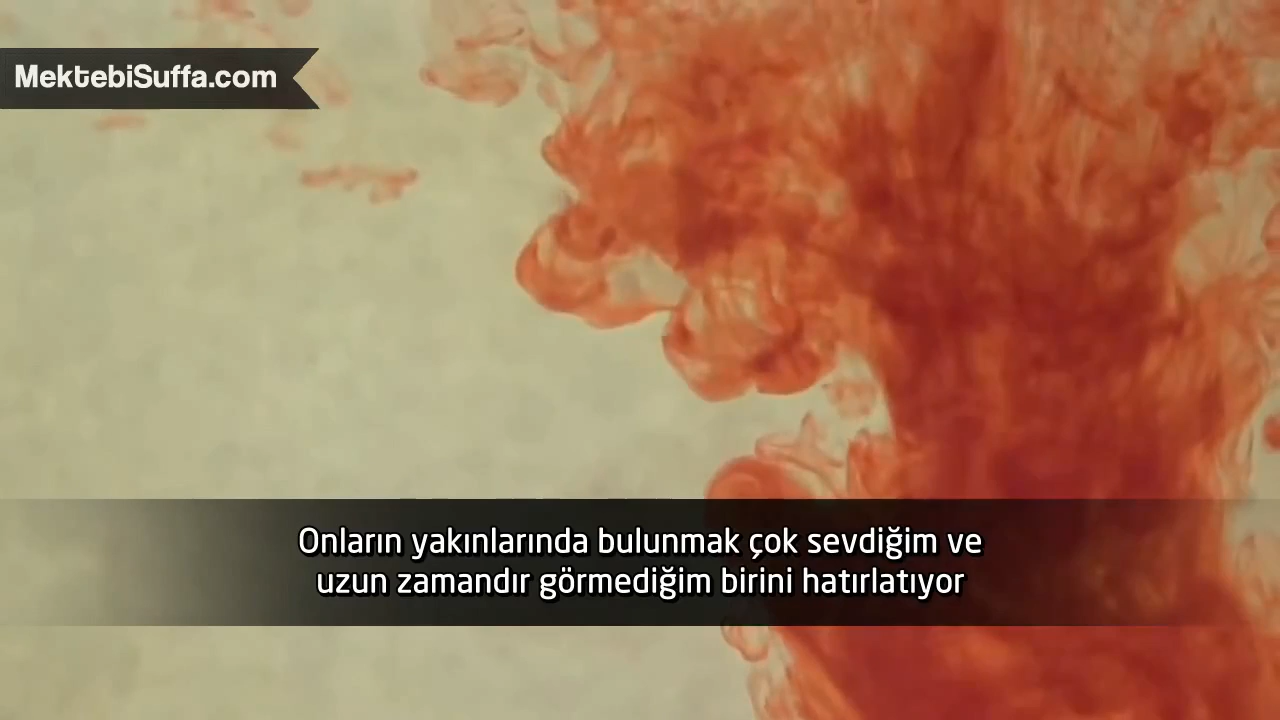 MektebiSuffa.com
Onların yakınlarında bulunmak çok sevdiğim ve
uzun zamandır görmediğim birini hatırlatıyor